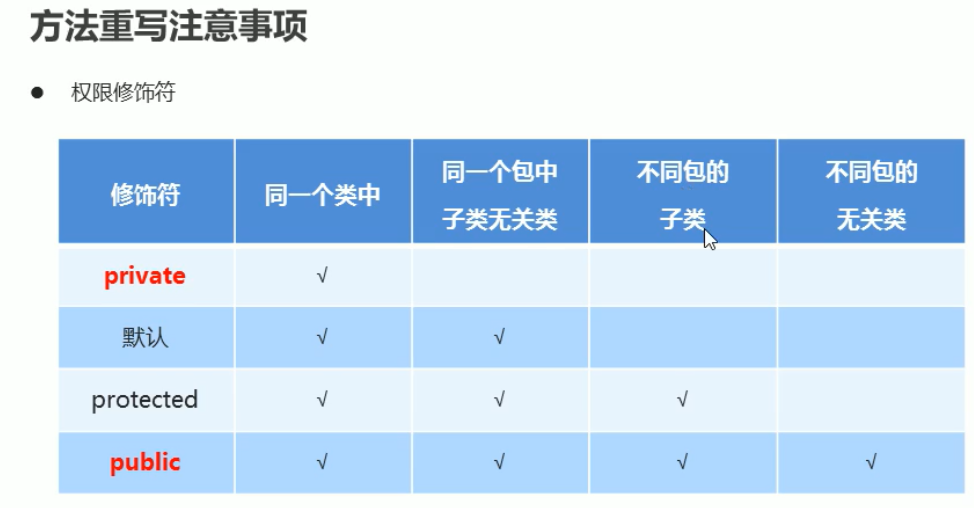 方法重写注意事项
● 权限修饰符
修饰符 同一个类中 同一个包中 不同包的 不同包的
子类无关类 子类 无关类
private √
默认 √ √
protected √ √ √
public √ √ √ √